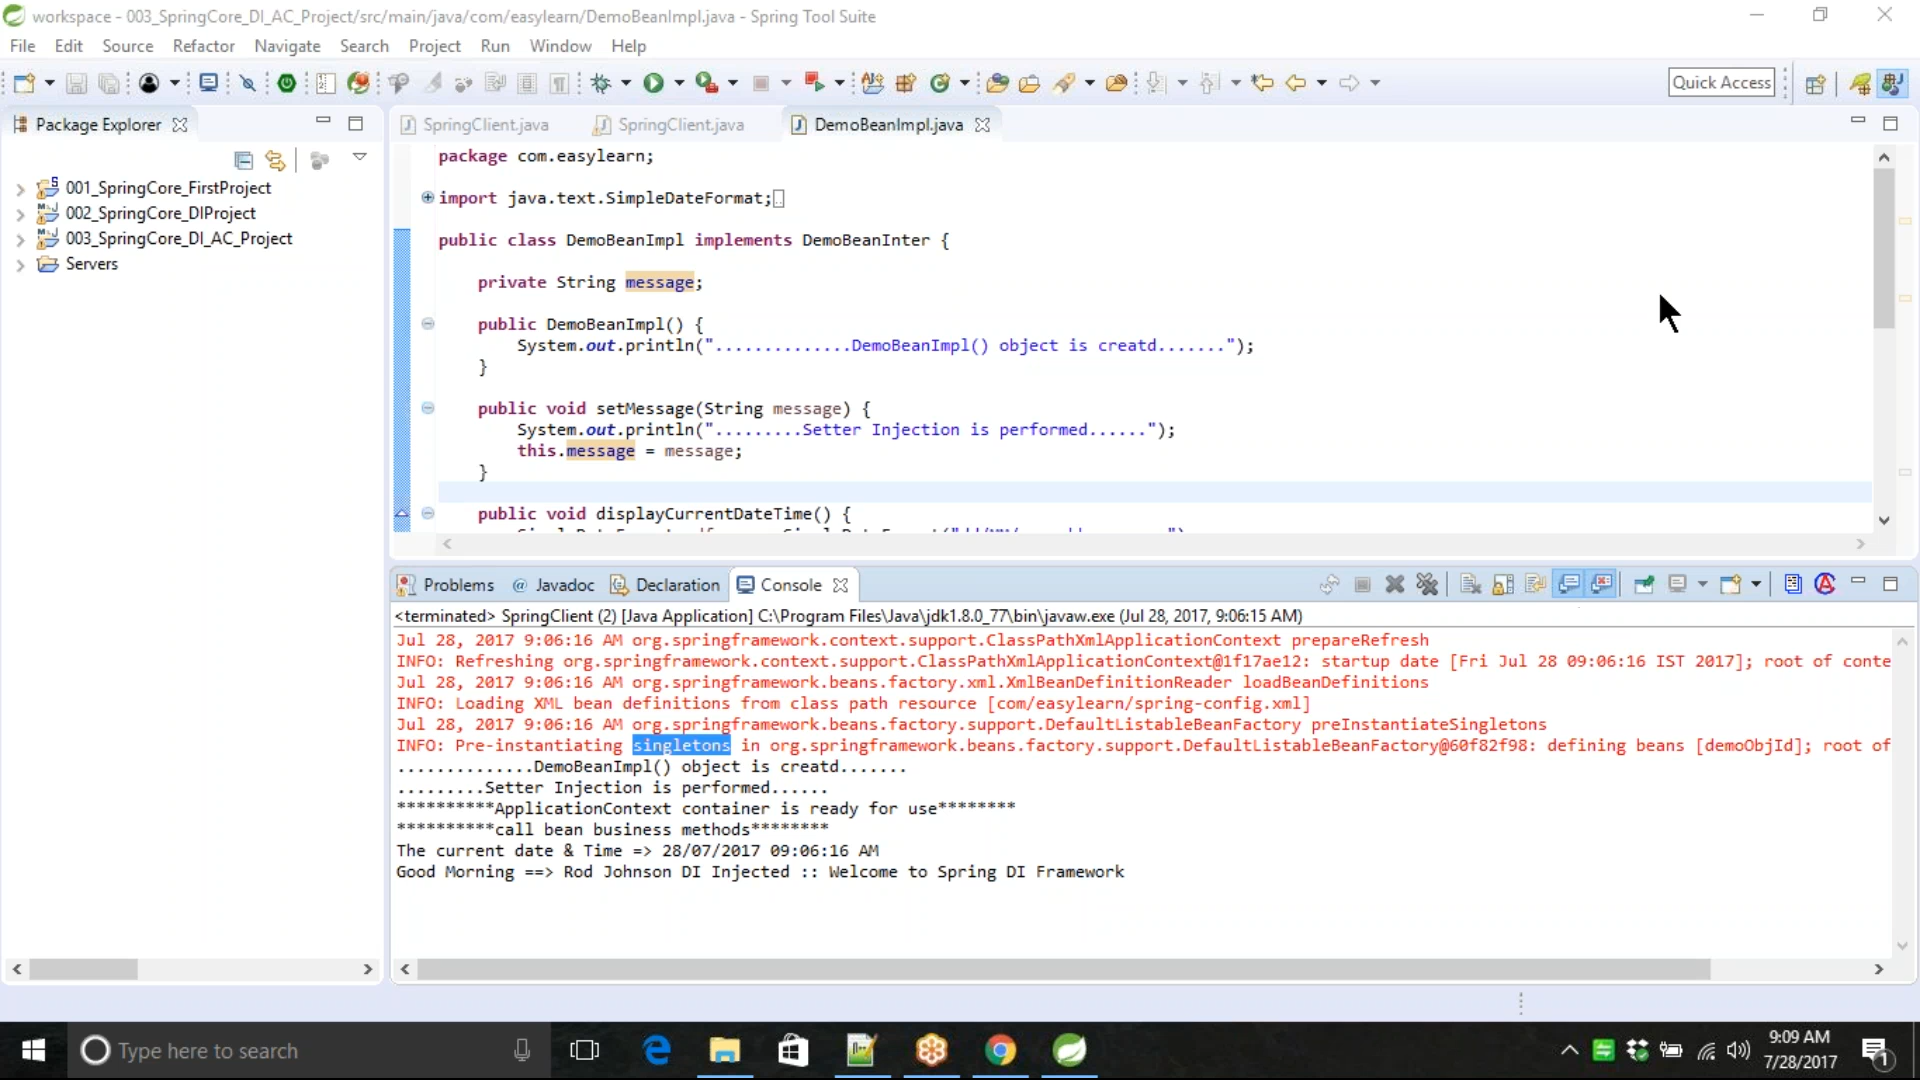 workspace - 003_SpringCore_DI_AC_Project/src/main/java/com/easylearn/DemoBeanImpl.java - Spring Tool Suite
File Edit Source Refactor Navigate Search Project Run Window Help
Quick Access
Package Explorer
SpringClient.java
SpringClient.java
DemoBeanImpl.java
001_SpringCore_FirstProject
002_SpringCore_DIProject
003_SpringCore_DI_AC_Project
Servers
package com.easylearn;
import java.text.SimpleDateFormat;
public class DemoBeanImpl implements DemoBeanInter {
private String message;
public DemoBeanImpl() {
System.out.println("..............DemoBeanImpl() object is creatd.......");
}
public void setMessage(String message) {
System.out.println(".........Setter Injection is performed......");
this.message = message;
}
public void displayCurrentDateTime() {
Problems @ Javadoc Declaration Console
<terminated> SpringClient (2) [Java Application] C:\Program Files\Java\jdk1.8.0_77\bin\javaw.exe (Jul 28, 2017, 9:06:15 AM)
Jul 28, 2017 9:06:16 AM org.springframework.context.support.ClassPathXmlApplicationContext prepareRefresh
INFO: Refreshing org.springframework.context.support.ClassPathXmlApplicationContext@1f17ae12: startup date [Fri Jul 28 09:06:16 IST 2017]; root of conte
Jul 28, 2017 9:06:16 AM org.springframework.beans.factory.xml.XmlBeanDefinitionReader loadBeanDefinitions
INFO: Loading XML bean definitions from class path resource [com/easylearn/spring-config.xml]
Jul 28, 2017 9:06:16 AM org.springframework.beans.factory.support.DefaultListableBeanFactory preInstantiateSingletons
INFO: Pre-instantiating singletons in org.springframework.beans.factory.support.DefaultListableBeanFactory@60f82f98: defining beans [demoObjId]; root of
..............DemoBeanImpl() object is creatd.......
.........Setter Injection is performed......
**********ApplicationContext container is ready for use********
**********call bean business methods********
The current date & Time => 28/07/2017 09:06:16 AM
Good Morning ==> Rod Johnson DI Injected :: Welcome to Spring DI Framework
Type here to search
9:09 AM
7/28/2017
1